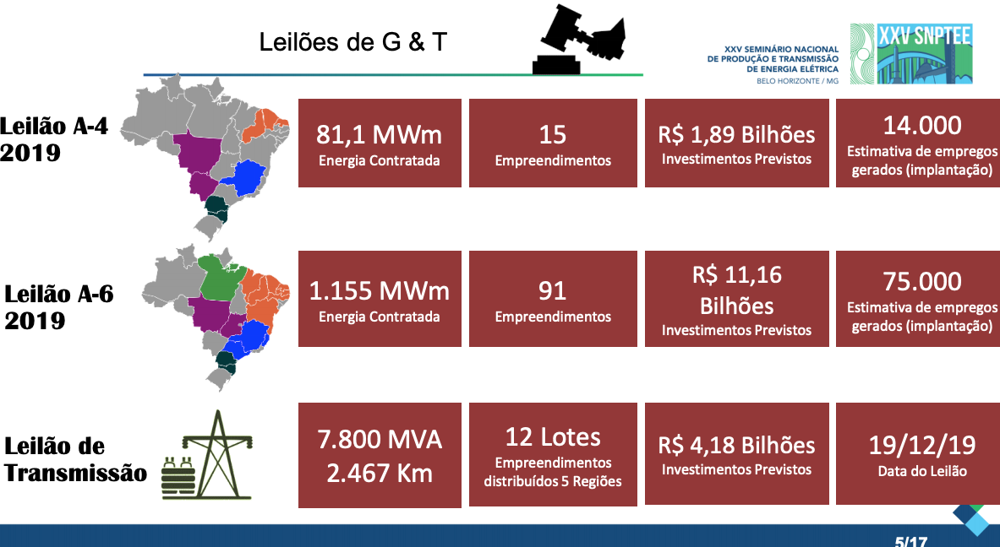 Leilões de G & T
XXV SEMINÁRIO NACIONAL
DE PRODUÇÃO E TRANSMISSÃO
DE ENERGIA ELÉTRICA
BELO HORIZONTE / MG
XXV SNPTEE
Leilão A-4
2019
81,1 MWm
Energia Contratada
15
Empreendimentos
R$ 1,89 Bilhões
Investimentos Previstos
14.000
Estimativa de empregos
gerados (implantação)
Leilão A-6
2019
1.155 MWm
Energia Contratada
91
Empreendimentos
R$ 11,16
Bilhões
Investimentos Previstos
75.000
Estimativa de empregos
gerados (implantação)
Leilão de
Transmissão
7.800 MVA
2.467 Km
12 Lotes
Empreendimentos
distribuídos 5 Regiões
R$ 4,18 Bilhões
Investimentos Previstos
19/12/19
Data do Leilão
5/17